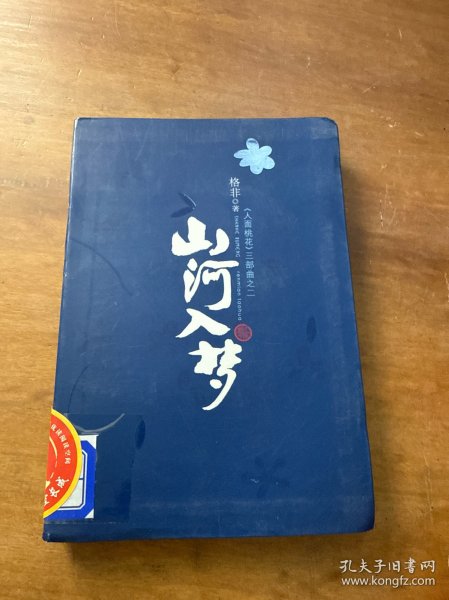 格非 著
《人面桃花》三部曲之二
山河入梦
孔夫子旧书网
www.kongfz.com